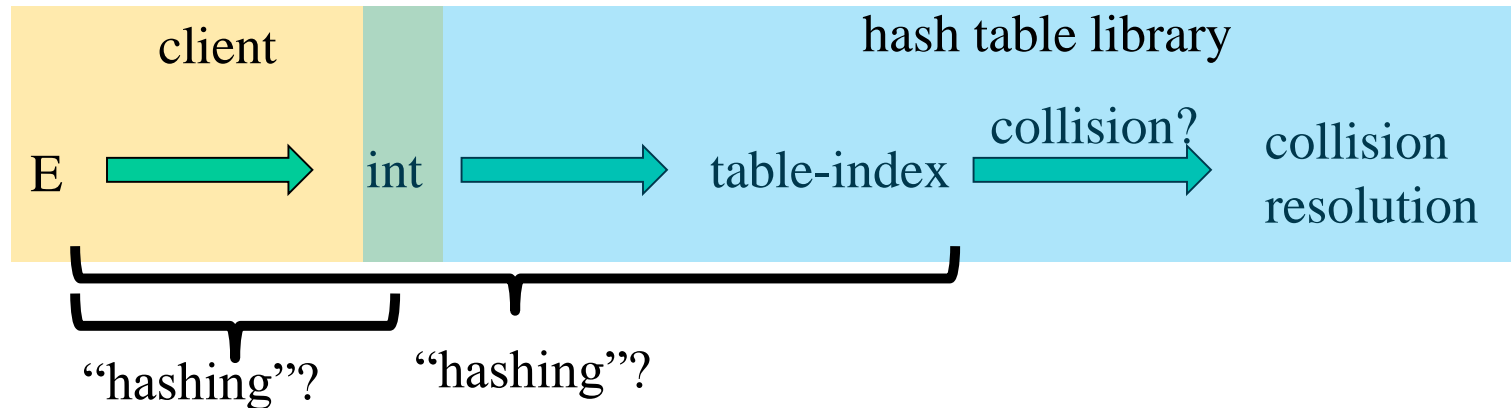 client
hash table library
E
int
table-index
collision?
collision
resolution
“hashing”?
“hashing”?